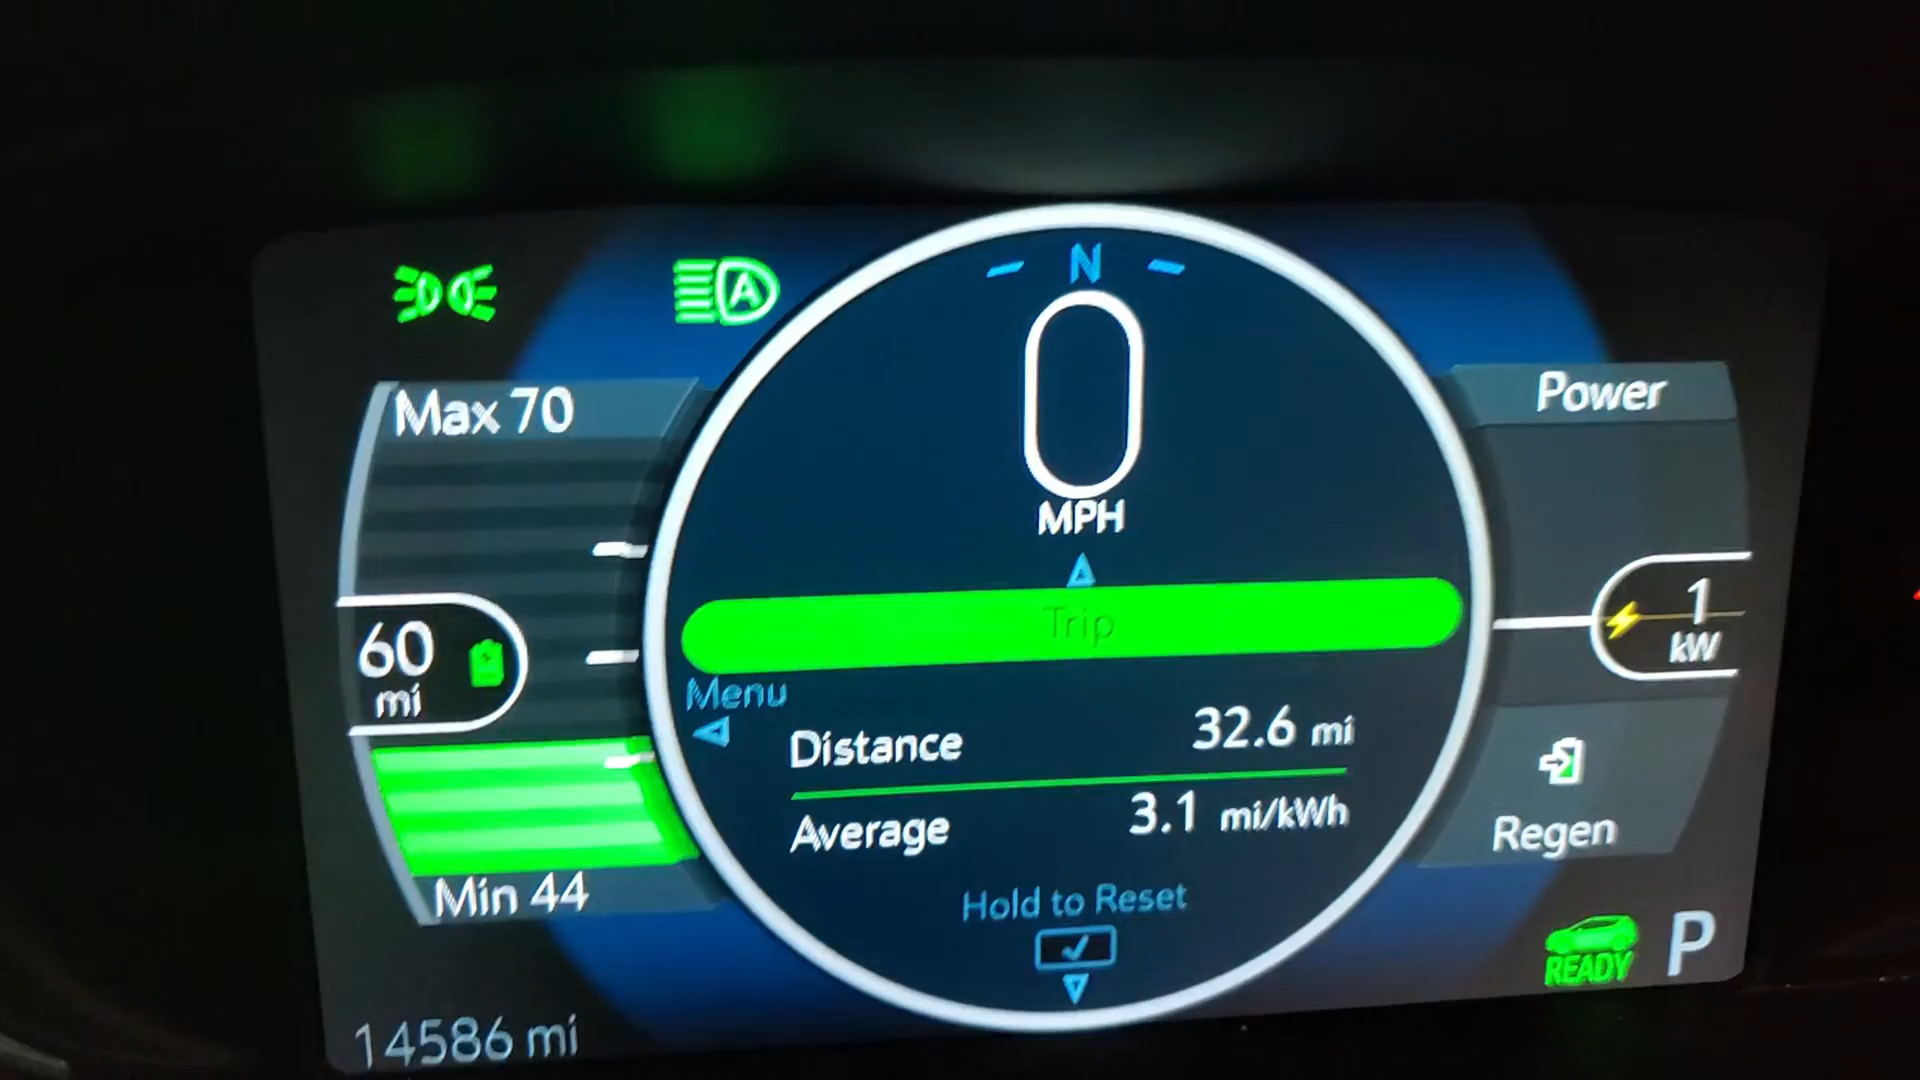 N
A
0
MPH
Max 70
Power
60
mi
Trip
1
kW
Menu
Distance 32.6 mi
Average 3.1 mi/kWh
Regen
Min 44
Hold to Reset
READY
P
14586 mi